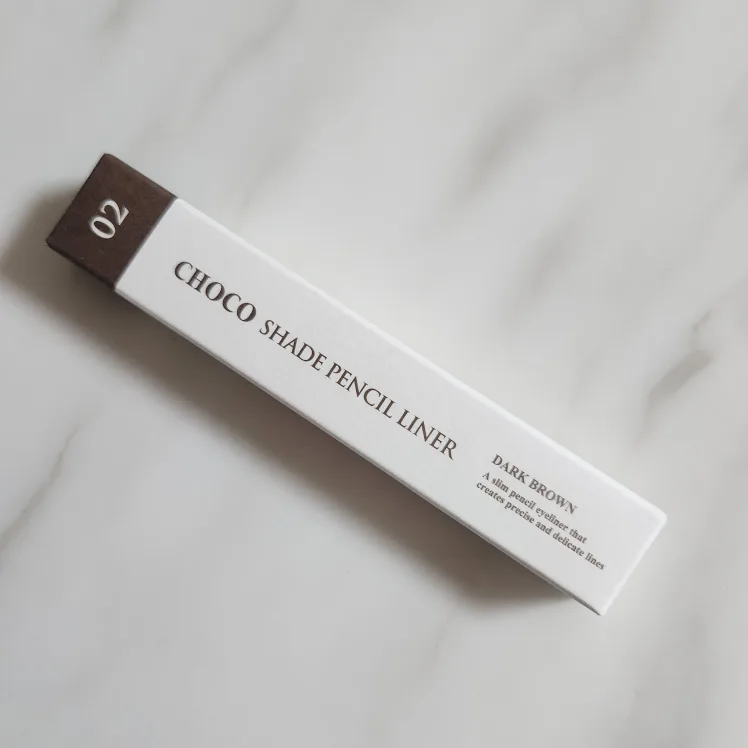 02
CHOCO SHADE PENCIL LINER
DARK BROWN
A slim pencil eyeliner that
creates precise and delicate lines